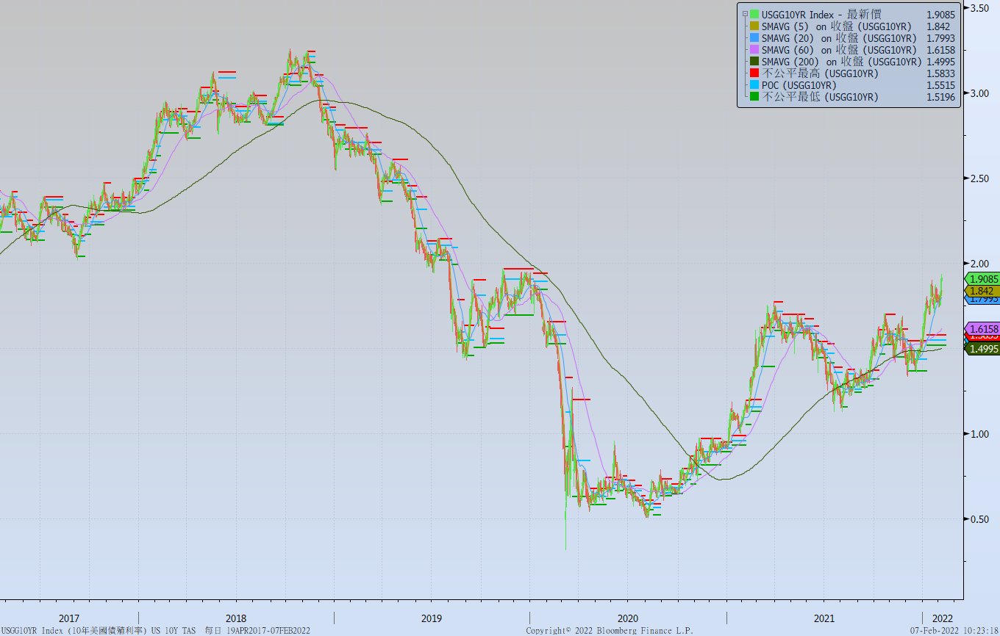 3.50
USGG10YR Index - 最新價 1.9085
SMAVG (5) on 收盤 (USGG10YR) 1.842
SMAVG (20) on 收盤 (USGG10YR) 1.7993
SMAVG (60) on 收盤 (USGG10YR) 1.6158
SMAVG (200) on 收盤 (USGG10YR) 1.4995
不公平最高 (USGG10YR) 1.5833
POC (USGG10YR) 1.5515
不公平最低 (USGG10YR) 1.5196
3.00
2.50
2.00
1.9085
1.842
1.7993
1.6158
1.4995
1.00
0.50
2017 2018 2019 2020 2021 2022
USGG10YR Index (10年美國債殖利率) US 10Y TAS 每日 19APR2017-07FEB2022 Copyright© 2022 Bloomberg Finance L.P. 07-Feb-2022 10:23:18